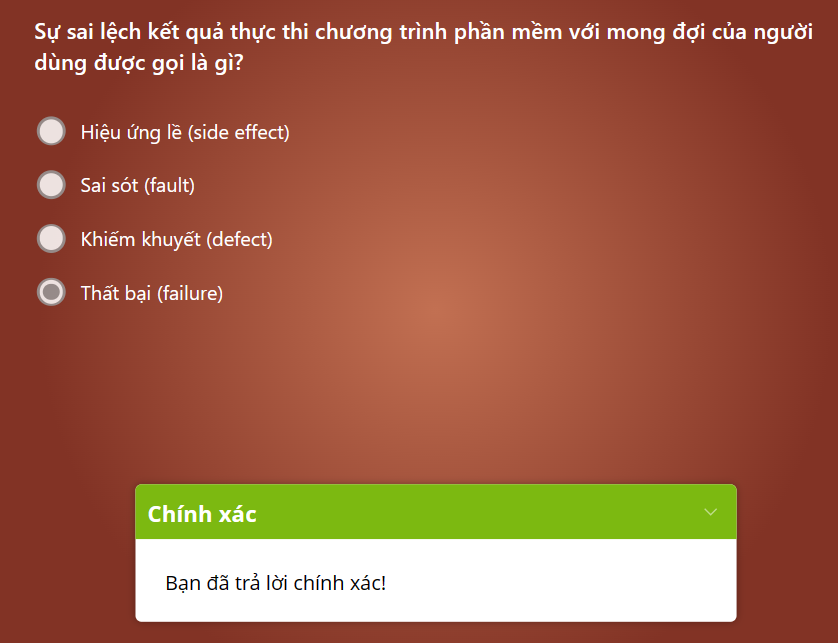 Sự sai lệch kết quả thực thi chương trình phần mềm với mong đợi của người
dùng được gọi là gì?
Hiệu ứng lề (side effect)
Sai sót (fault)
Khiếm khuyết (defect)
Thất bại (failure)
Chính xác
Bạn đã trả lời chính xác!